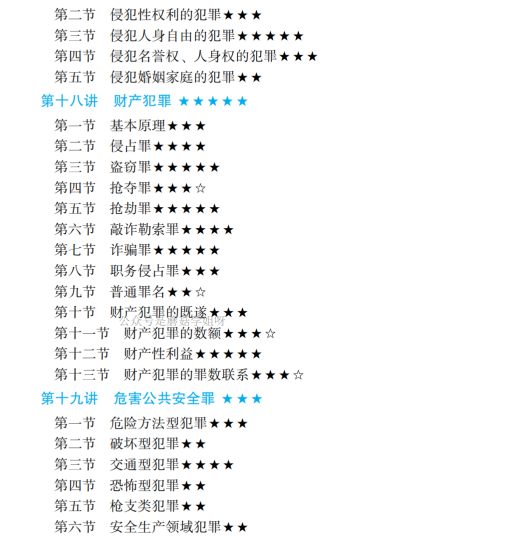 第二节 侵犯性权利的犯罪★★★
第三节 侵犯人身自由的犯罪★★★★★
第四节 侵犯名誉权、人身权的犯罪★★★
第五节 侵犯婚姻家庭的犯罪★★
第十八讲 财产犯罪 ★★★★★
第一节 基本原理★★★
第二节 侵占罪★★★★
第三节 盗窃罪★★★★★
第四节 抢夺罪★★★☆
第五节 抢劫罪★★★★★
第六节 敲诈勒索罪★★★★
第七节 诈骗罪★★★★★
第八节 职务侵占罪★★★
第九节 普通罪名★★☆
第十节 财产犯罪的既遂★★★
公众号是蘑菇学姐呀
第十一节 财产犯罪的数额★★★☆
第十二节 财产性利益★★★★★
第十三节 财产犯罪的罪数联系★★★☆
第十九讲 危害公共安全罪 ★★★
第一节 危险方法型犯罪★★★
第二节 破坏型犯罪★★
第三节 交通型犯罪★★★★
第四节 恐怖型犯罪★★
第五节 枪支类犯罪★★
第六节 安全生产领域犯罪★★